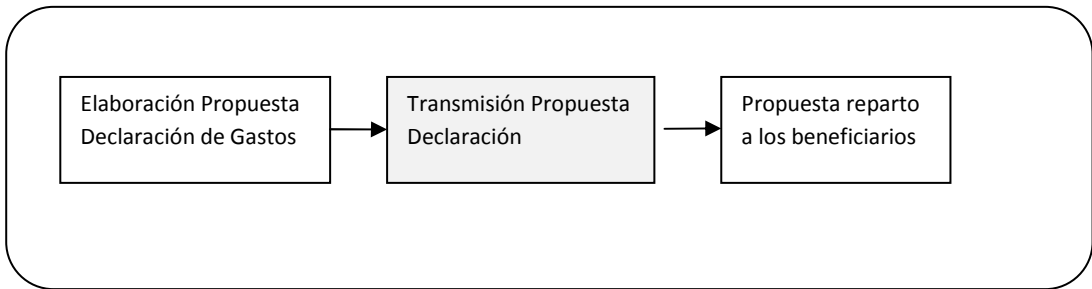 Elaboración Propuesta
Declaración de Gastos
Transmisión Propuesta
Declaración
Propuesta reparto
a los beneficiarios